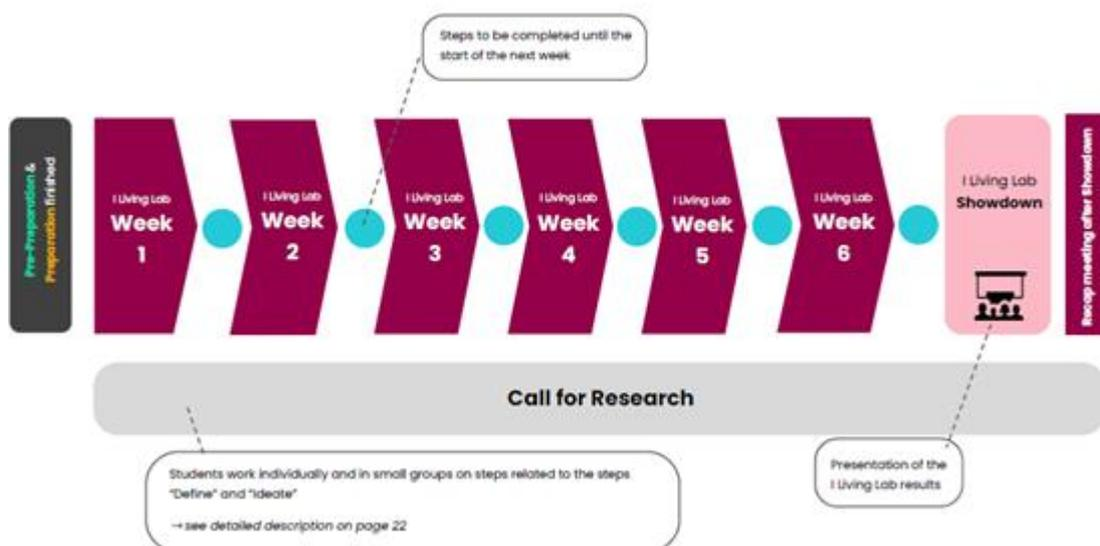 Steps to be completed until the
start of the next week
Pre-Preparation &
Preparation finished
I Living Lab
Week
1
I Living Lab
Week
2
I Living Lab
Week
3
I Living Lab
Week
4
I Living Lab
Week
5
I Living Lab
Week
6
I Living Lab
Showdown
Recap meeting after Showdown
Call for Research
Students work individually and in small groups on steps related to the steps
"Define" and "Ideate"
→ see detailed description on page 22
Presentation of the
I Living Lab results